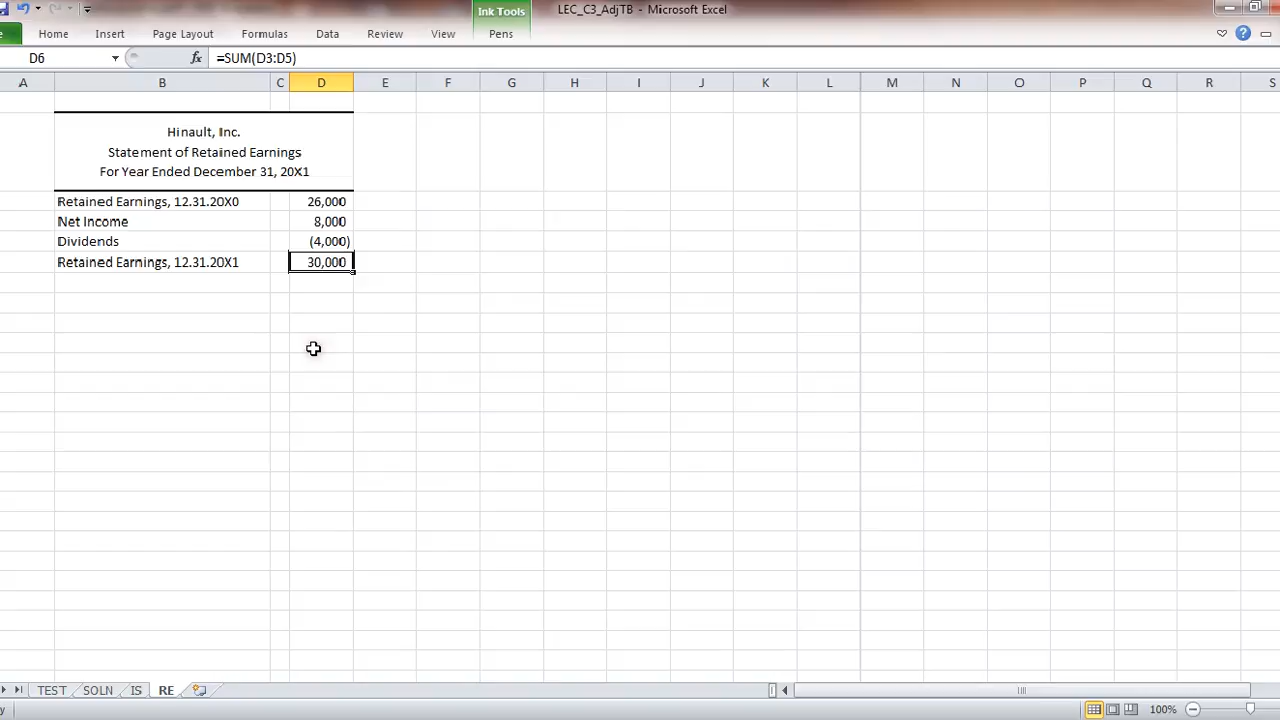 Ink Tools
LEC_C3_AdjTB - Microsoft Excel
Home Insert Page Layout Formulas Data Review View Pens
D6 fx =SUM(D3:D5)
A B C D E F G H I J K L M N O P Q R S
Hinault, Inc.
Statement of Retained Earnings
For Year Ended December 31, 20X1
Retained Earnings, 12.31.20X0 26,000
Net Income 8,000
Dividends (4,000)
Retained Earnings, 12.31.20X1 30,000
TEST SOLN IS RE
100%